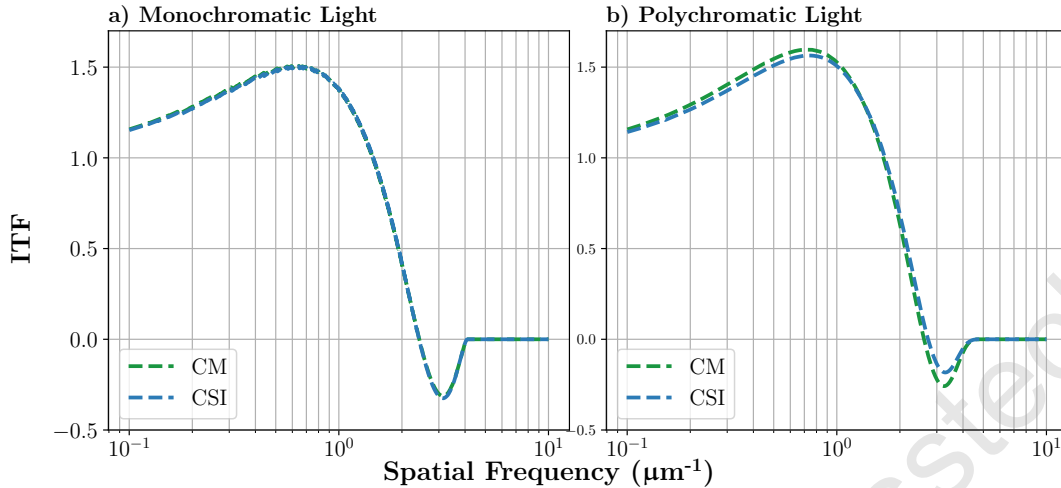 a) Monochromatic Light
b) Polychromatic Light
ITF
1.5
1.0
0.5
0.0
−0.5
1.5
1.0
0.5
0.0
−0.5
CM
CSI
CM
CSI
10⁻¹
10⁰
10¹
10⁻¹
10⁰
10¹
Spatial Frequency (μm⁻¹)